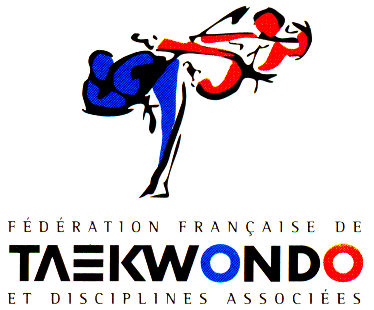 FÉDÉRATION FRANÇAISE DE
TAEKWONDO
ET DISCIPLINES ASSOCIÉES